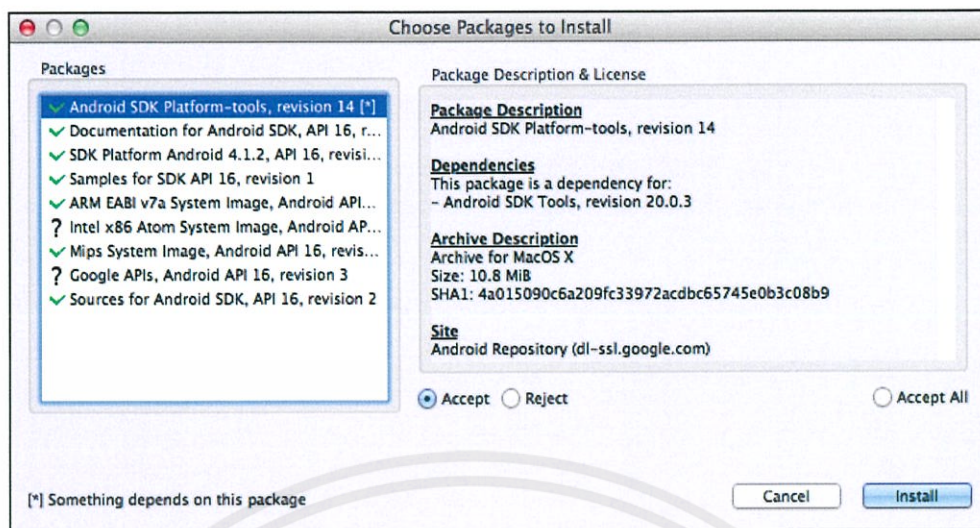 Choose Packages to Install
Packages
Android SDK Platform-tools, revision 14 [*]
Documentation for Android SDK, API 16, r...
SDK Platform Android 4.1.2, API 16, revisi...
Samples for SDK API 16, revision 1
ARM EABI v7a System Image, Android API...
? Intel x86 Atom System Image, Android AP...
Mips System Image, Android API 16, revis...
? Google APIs, Android API 16, revision 3
Sources for Android SDK, API 16, revision 2
Package Description & License
Package Description
Android SDK Platform-tools, revision 14
Dependencies
This package is a dependency for:
- Android SDK Tools, revision 20.0.3
Archive Description
Archive for MacOS X
Size: 10.8 MiB
SHA1: 4a015090c6a209fc33972acdbc65745e0b3c08b9
Site
Android Repository (dl-ssl.google.com)
Accept Reject Accept All
[*] Something depends on this package
Cancel Install